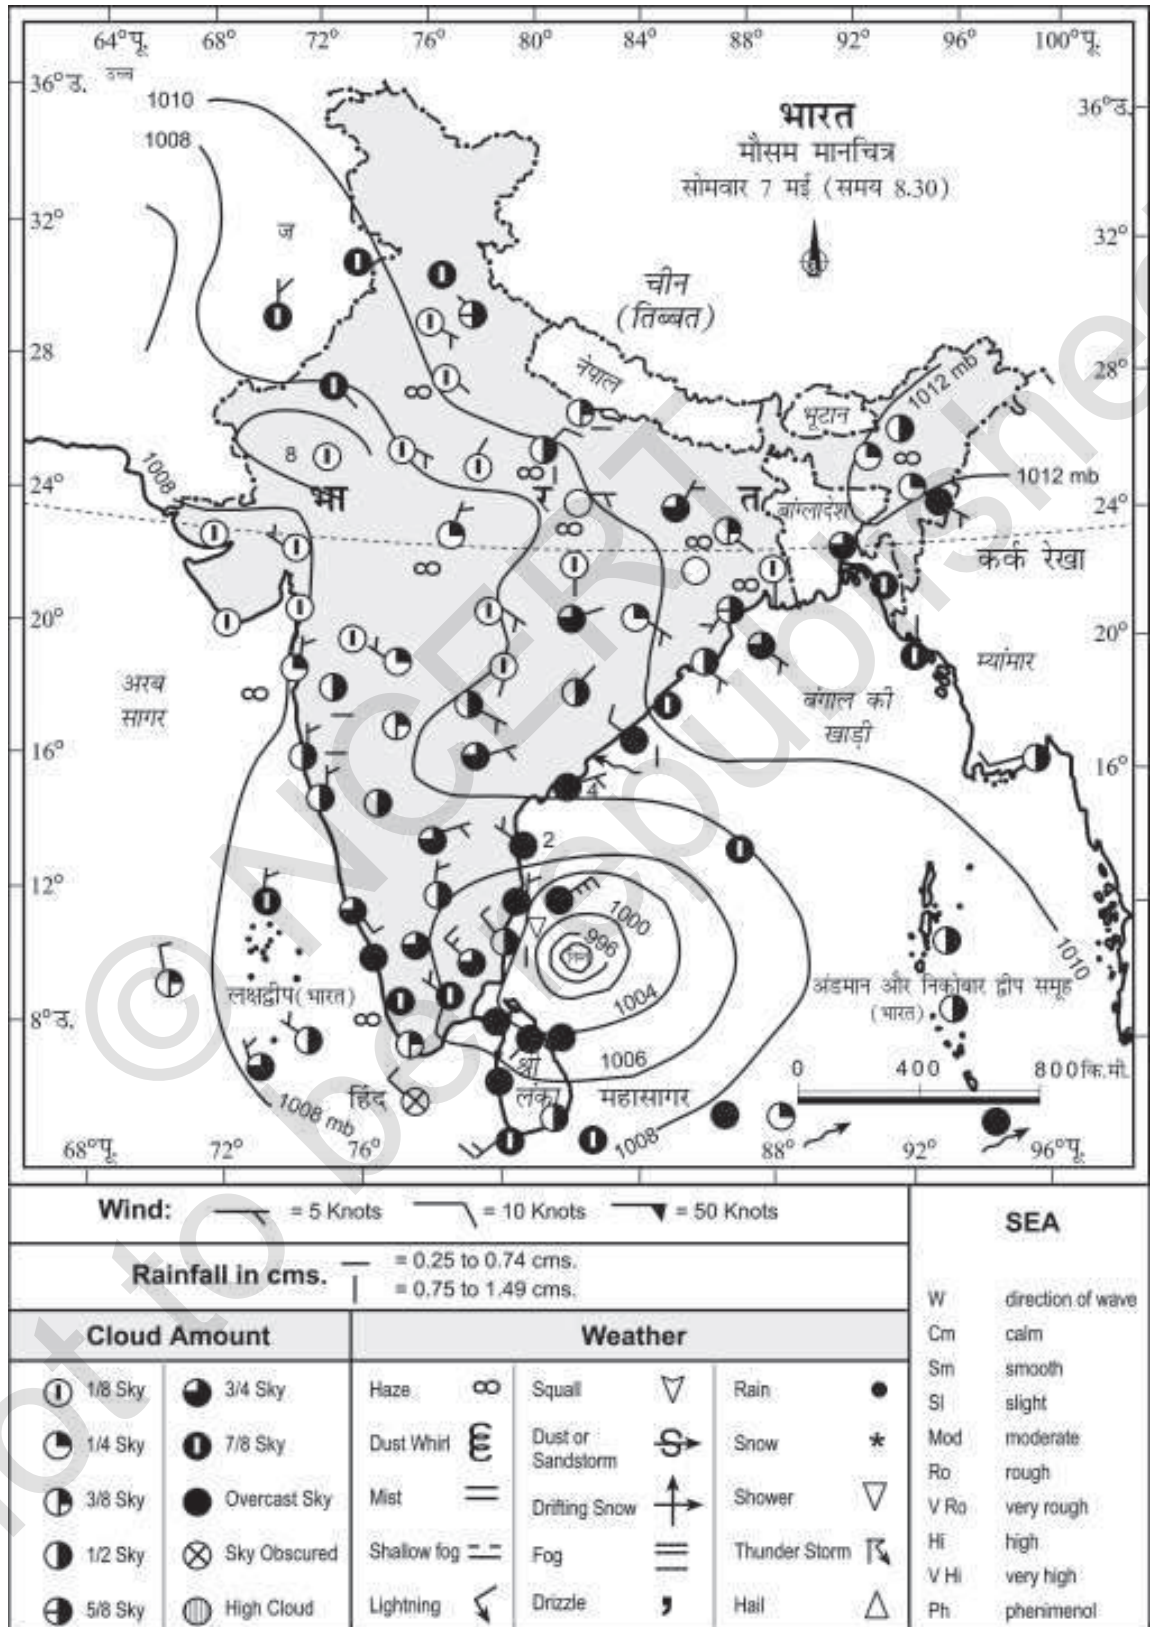 64°पू. 68° 72° 76° 80° 84° 88° 92° 96° 100°पू.
36°उ. उच्च
36°उ.
1010
1008
भारत
मौसम मानचित्र
सोमवार 7 मई (समय 8.30)
32°
32°
ज
चीन
(तिब्बत)
28
28°
नेपाल
भूटान
1012 mb
1008
8
1012 mb
24°
24°
भा र त
बांग्लादेश
कर्क रेखा
20°
20°
अरब
सागर
म्यांमार
बंगाल की
खाड़ी
16°
16°
4
2
12°
12°
1000
996
निम्न
1004
1010
लक्षद्वीप(भारत)
अंडमान और निकोबार द्वीप समूह
(भारत)
8°उ.
8°
1006
श्री
लंका
हिंद महासागर
0 400 800कि.मी.
1008 mb
1008
68°पू. 72° 76° 88° 92° 96°पू.
Wind: = 5 Knots = 10 Knots = 50 Knots
Rainfall in cms. = 0.25 to 0.74 cms.
= 0.75 to 1.49 cms.
Cloud Amount
1/8 Sky 3/4 Sky
1/4 Sky 7/8 Sky
3/8 Sky Overcast Sky
1/2 Sky Sky Obscured
5/8 Sky High Cloud
Weather
Haze Squall Rain
Dust Whirl Dust or
Sandstorm Snow
Mist Drifting Snow Shower
Shallow fog Fog Thunder Storm
Lightning Drizzle Hail
SEA
W direction of wave
Cm calm
Sm smooth
Sl slight
Mod moderate
Ro rough
V Ro very rough
Hi high
V Hi very high
Ph phenimenol
© NCERT
not to be republished